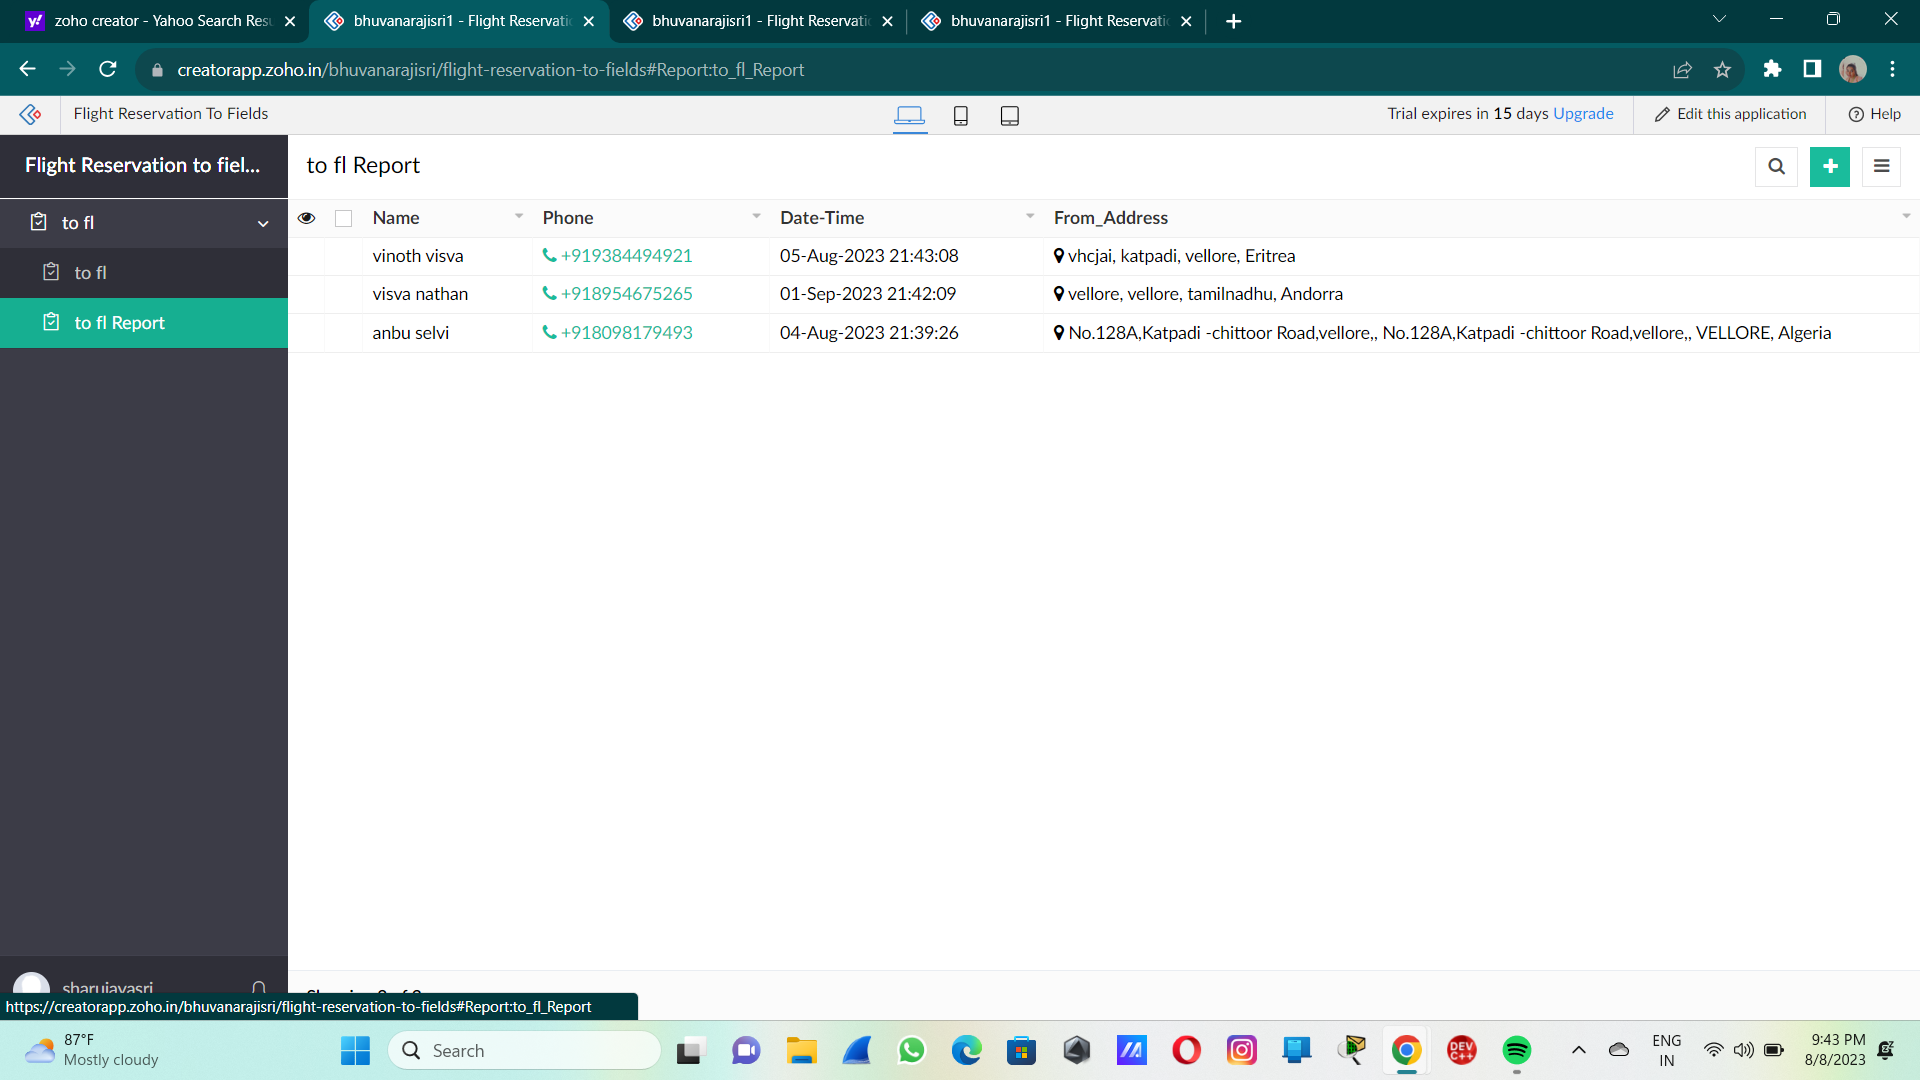 zoho creator - Yahoo Search Resu
bhuvanarajisri1 - Flight Reservatio
bhuvanarajisri1 - Flight Reservatio
bhuvanarajisri1 - Flight Reservatio
creatorapp.zoho.in/bhuvanarajisri/flight-reservation-to-fields#Report:to_fl_Report
Flight Reservation To Fields
Trial expires in 15 days Upgrade
Edit this application
Help
Flight Reservation to fiel...
to fl Report
to fl
to fl
to fl Report
Name Phone Date-Time From_Address
vinoth visva +919384494921 05-Aug-2023 21:43:08 vhcjai, katpadi, vellore, Eritrea
visva nathan +918954675265 01-Sep-2023 21:42:09 vellore, vellore, tamilnadhu, Andorra
anbu selvi +918098179493 04-Aug-2023 21:39:26 No.128A,Katpadi -chittoor Road,vellore,, No.128A,Katpadi -chittoor Road,vellore,, VELLORE, Algeria
sharujayasri
https://creatorapp.zoho.in/bhuvanarajisri/flight-reservation-to-fields#Report:to_fl_Report
87°F
Mostly cloudy
Search
DEV
C++
ENG
IN
9:43 PM
8/8/2023